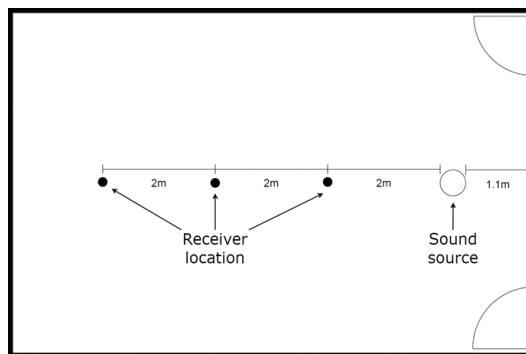 2m
2m
2m
1.1m
Receiver
location
Sound
source